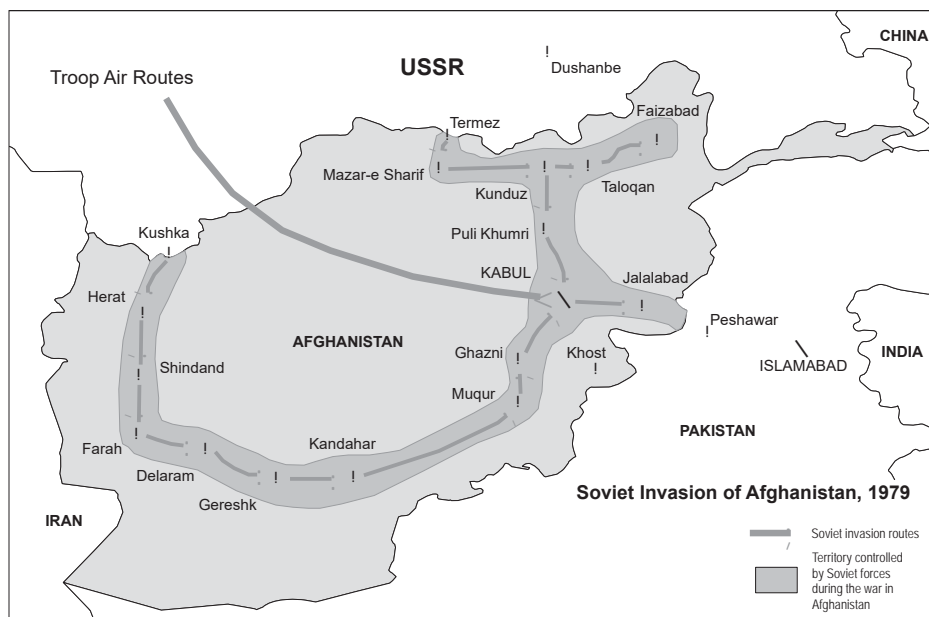 CHINA
USSR
Dushanbe
Troop Air Routes
Faizabad
Termez
Mazar-e Sharif
Kunduz
Taloqan
Kushka
Puli Khumri
KABUL
Jalalabad
Herat
Peshawar
AFGHANISTAN
Ghazni
Khost
INDIA
ISLAMABAD
Shindand
Muqur
PAKISTAN
Farah
Kandahar
Delaram
Gereshk
Soviet Invasion of Afghanistan, 1979
IRAN
Soviet invasion routes
Territory controlled
by Soviet forces
during the war in
Afghanistan